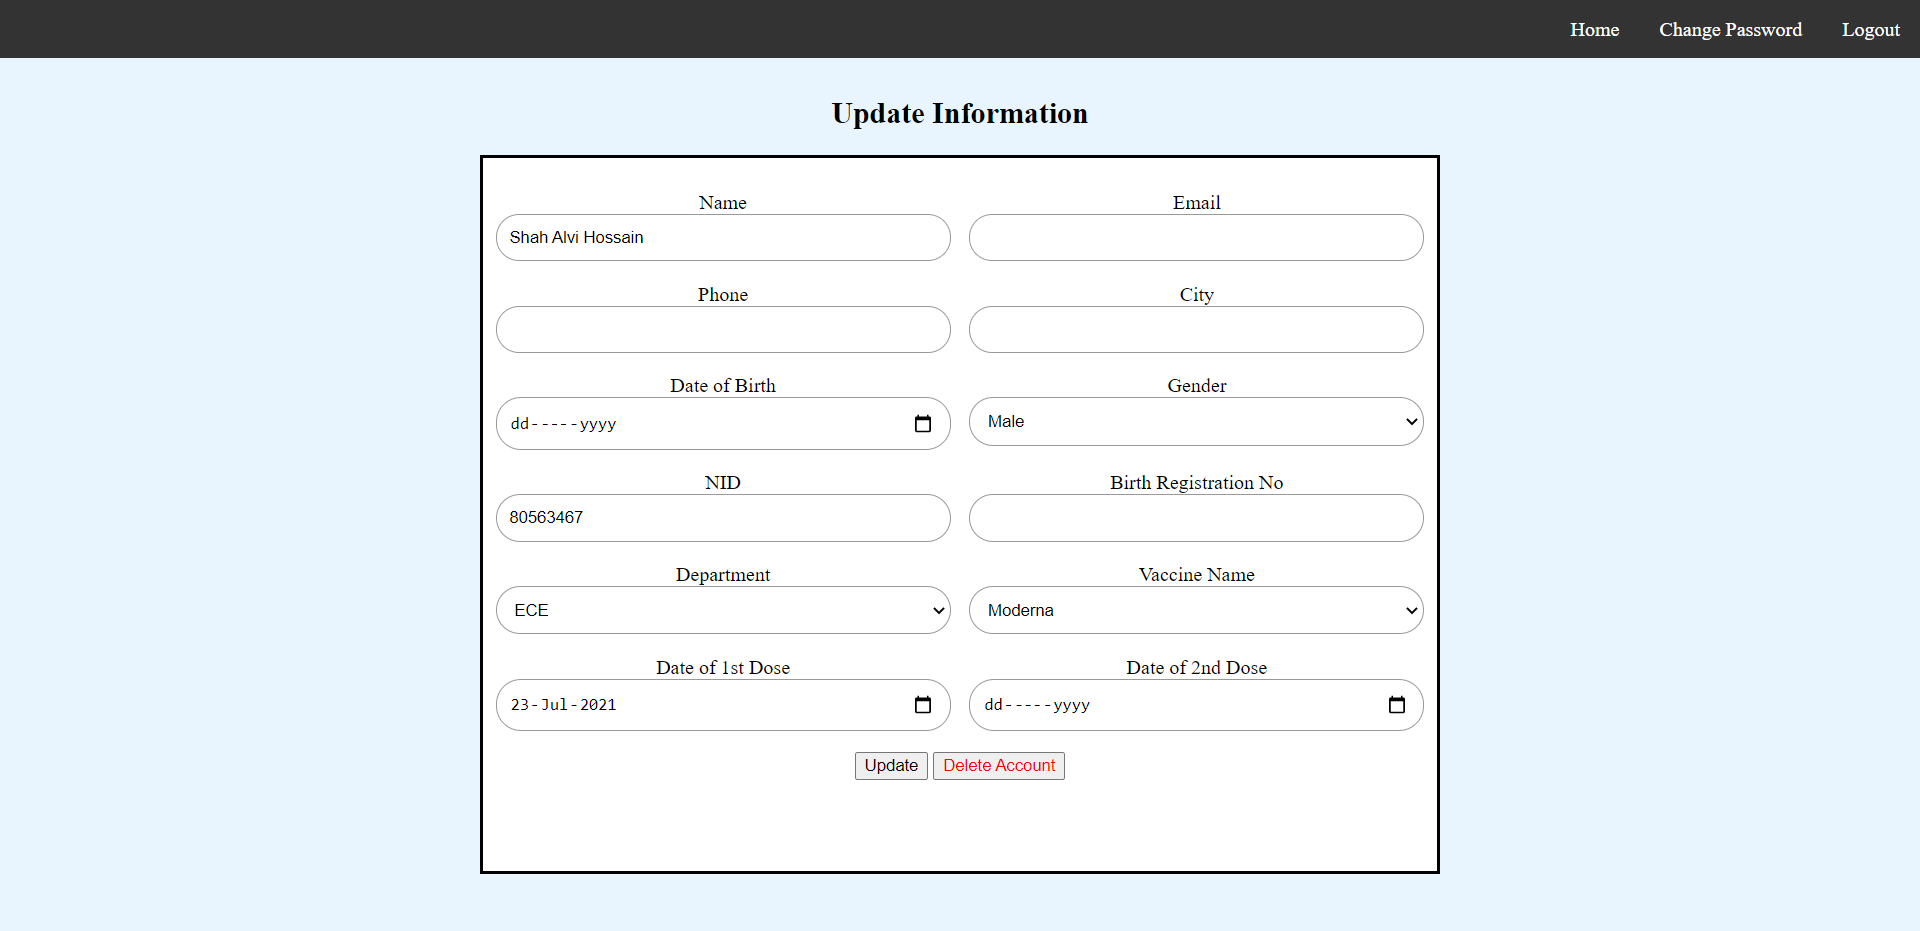 Home Change Password Logout
Update Information
Name Email
Shah Alvi Hossain
Phone City
Date of Birth Gender
dd-----yyyy Male
NID Birth Registration No
80563467
Department Vaccine Name
ECE Moderna
Date of 1st Dose Date of 2nd Dose
23-Jul-2021 dd-----yyyy
Update Delete Account